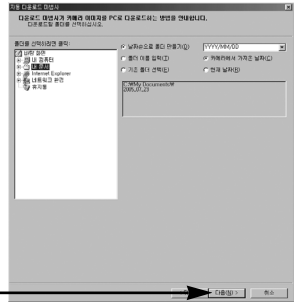 자동 다운로드 마법사
다운로드 마법사가 카메라 이미지를 PC로 다운로드하는 방법을 안내합니다.
다운로드할 폴더를 선택하십시오.
폴더를 선택하려면 클릭:
바탕 화면
내 컴퓨터
내 문서
Internet Explorer
네트워크 환경
휴지통
날짜순으로 폴더 만들기(D)
YYYY/MM/DD
폴더 이름 입력(E)
카메라에서 가져온 날짜(C)
기존 폴더 선택(E)
현재 날짜(R)
C:₩My Documents₩
2005_07_23
다음(N) >
취소